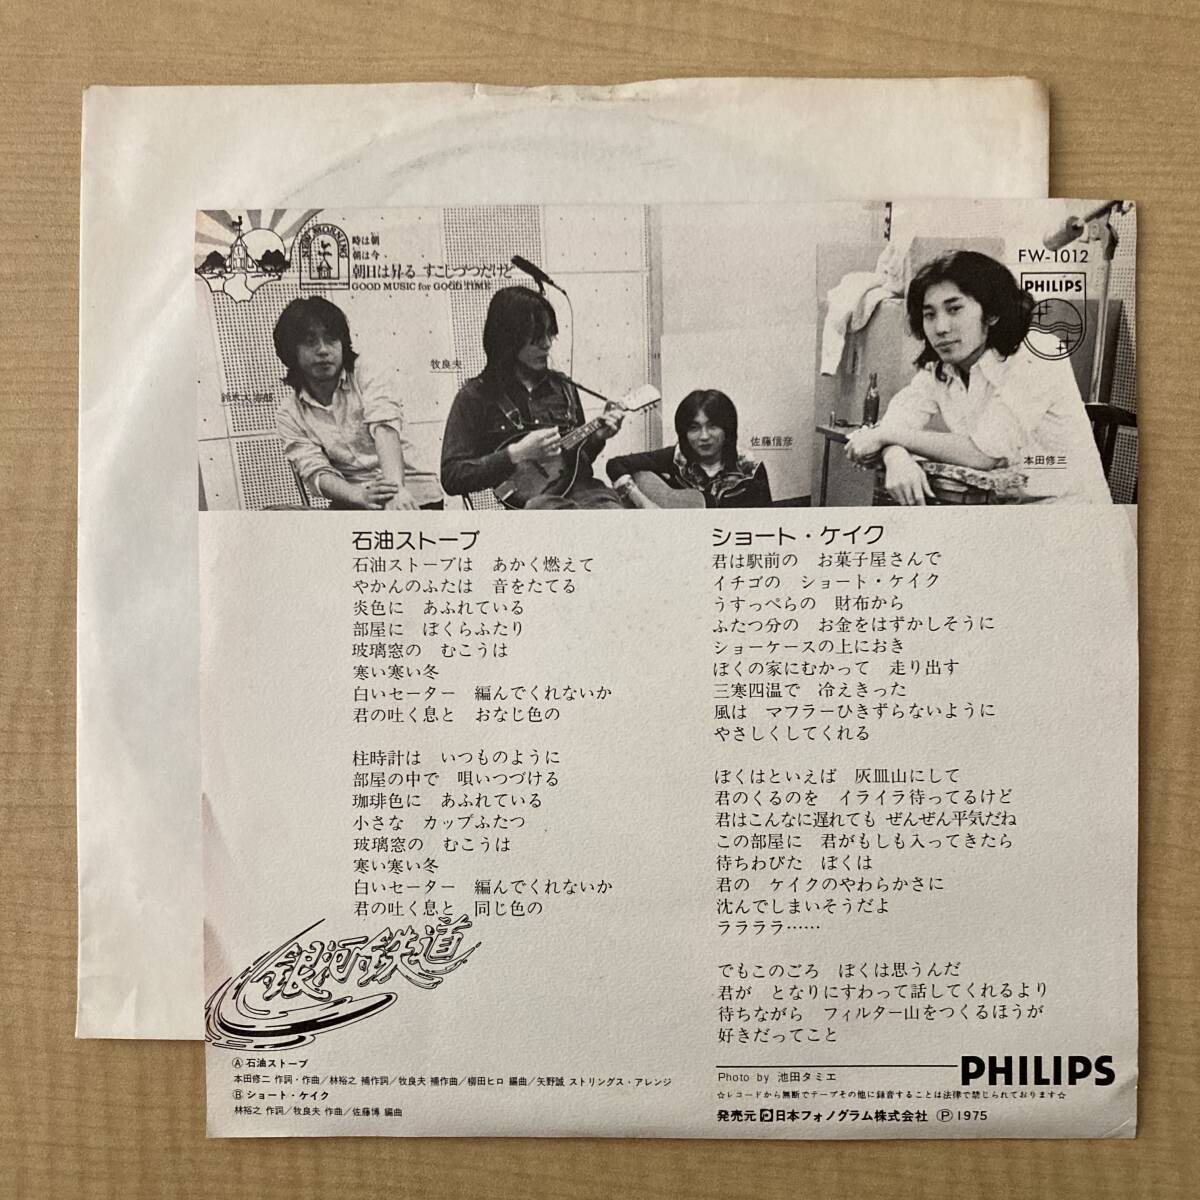 NEW MORNING
時は朝
朝は今
朝日は昇る すこしづつだけど
GOOD MUSIC for GOOD TIME
FW-1012
PHILIPS
牧良夫
佐藤信彦
本田修三
石油ストーブ
石油ストーブは あかく燃えて
やかんのふたは 音をたてる
炎色に あふれている
部屋に ぼくらふたり
玻璃窓の むこうは
寒い寒い冬
白いセーター 編んでくれないか
君の吐く息と おなじ色の
柱時計は いつものように
部屋の中で 唄いつづける
珈琲色に あふれている
小さな カップふたつ
玻璃窓の むこうは
寒い寒い冬
白いセーター 編んでくれないか
君の吐く息と 同じ色の
ショート・ケイク
君は駅前の お菓子屋さんで
イチゴの ショート・ケイク
うすっぺらの 財布から
ふたつ分の お金をはずかしそうに
ショーケースの上におき
ぼくの家にむかって 走り出す
三寒四温で 冷えきった
風は マフラーひきずらないように
やさしくしてくれる
ぼくはといえば 灰皿山にして
君のくるのを イライラ待ってるけど
君はこんなに遅れても ぜんぜん平気だね
この部屋に 君がもしも入ってきたら
待ちわびた ぼくは
君の ケイクのやわらかさに
沈んでしまいそうだよ
ララララ……
でもこのごろ ぼくは思うんだ
君が となりにすわって話してくれるより
待ちながら フィルター山をつくるほうが
好きだってこと
銀河鉄道
Ⓐ 石油ストーブ
本田修二 作詞・作曲／林裕之 補作詞／牧良夫 補作曲／柳田ヒロ 編曲／矢野誠 ストリングス・アレンジ
Ⓑ ショート・ケイク
林裕之 作詞／牧良夫 作曲／佐藤博 編曲
Photo by 池田タミエ
PHILIPS
☆レコードから無断でテープその他に録音することは法律で禁じられております☆
発売元 日本フォノグラム株式会社 Ⓟ1975